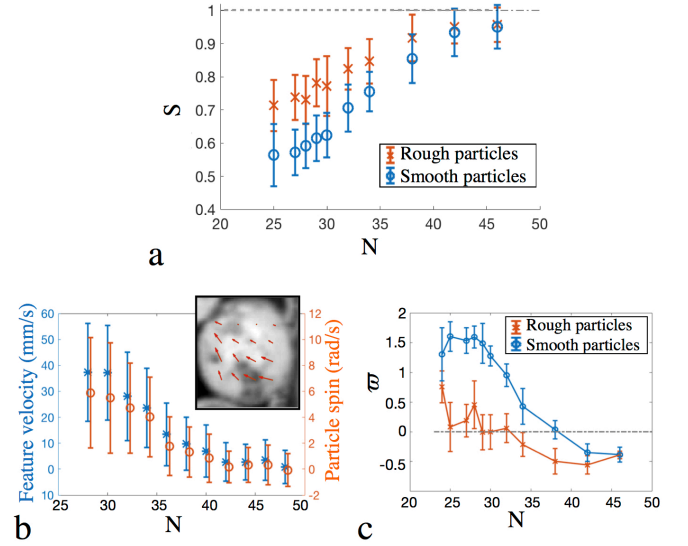 1
0.9
0.8
0.7
0.6
0.5
0.4
S
20 25 30 35 40 45 50
N
Rough particles
Smooth particles
a
60
50
40
30
20
10
0
10
Feature velocity (mm/s)
12
10
8
6
4
2
0
-2
Particle spin (rad/s)
25 30 35 40 45 50
N
b
2
1.5
1
0.5
0
-0.5
ϖ
20 25 30 35 40 45 50
N
Rough particles
Smooth particles
c